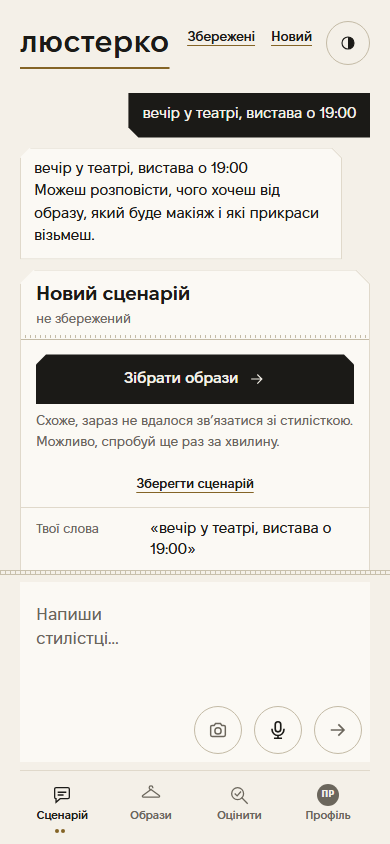 люстерко
Збережені
Новий
вечір у театрі, вистава о 19:00
вечір у театрі, вистава о 19:00
Можеш розповісти, чого хочеш від
образу, який буде макіяж і які прикраси
візьмеш.
Новий сценарій
не збережений
Зібрати образи →
Схоже, зараз не вдалося зв’язатися зі стилісткою.
Можливо, спробуй ще раз за хвилину.
Зберегти сценарій
Твої слова
«вечір у театрі, вистава о
19:00»
Напиши
стилістці...
Сценарій
Образи
Оцінити
ПР
Профіль